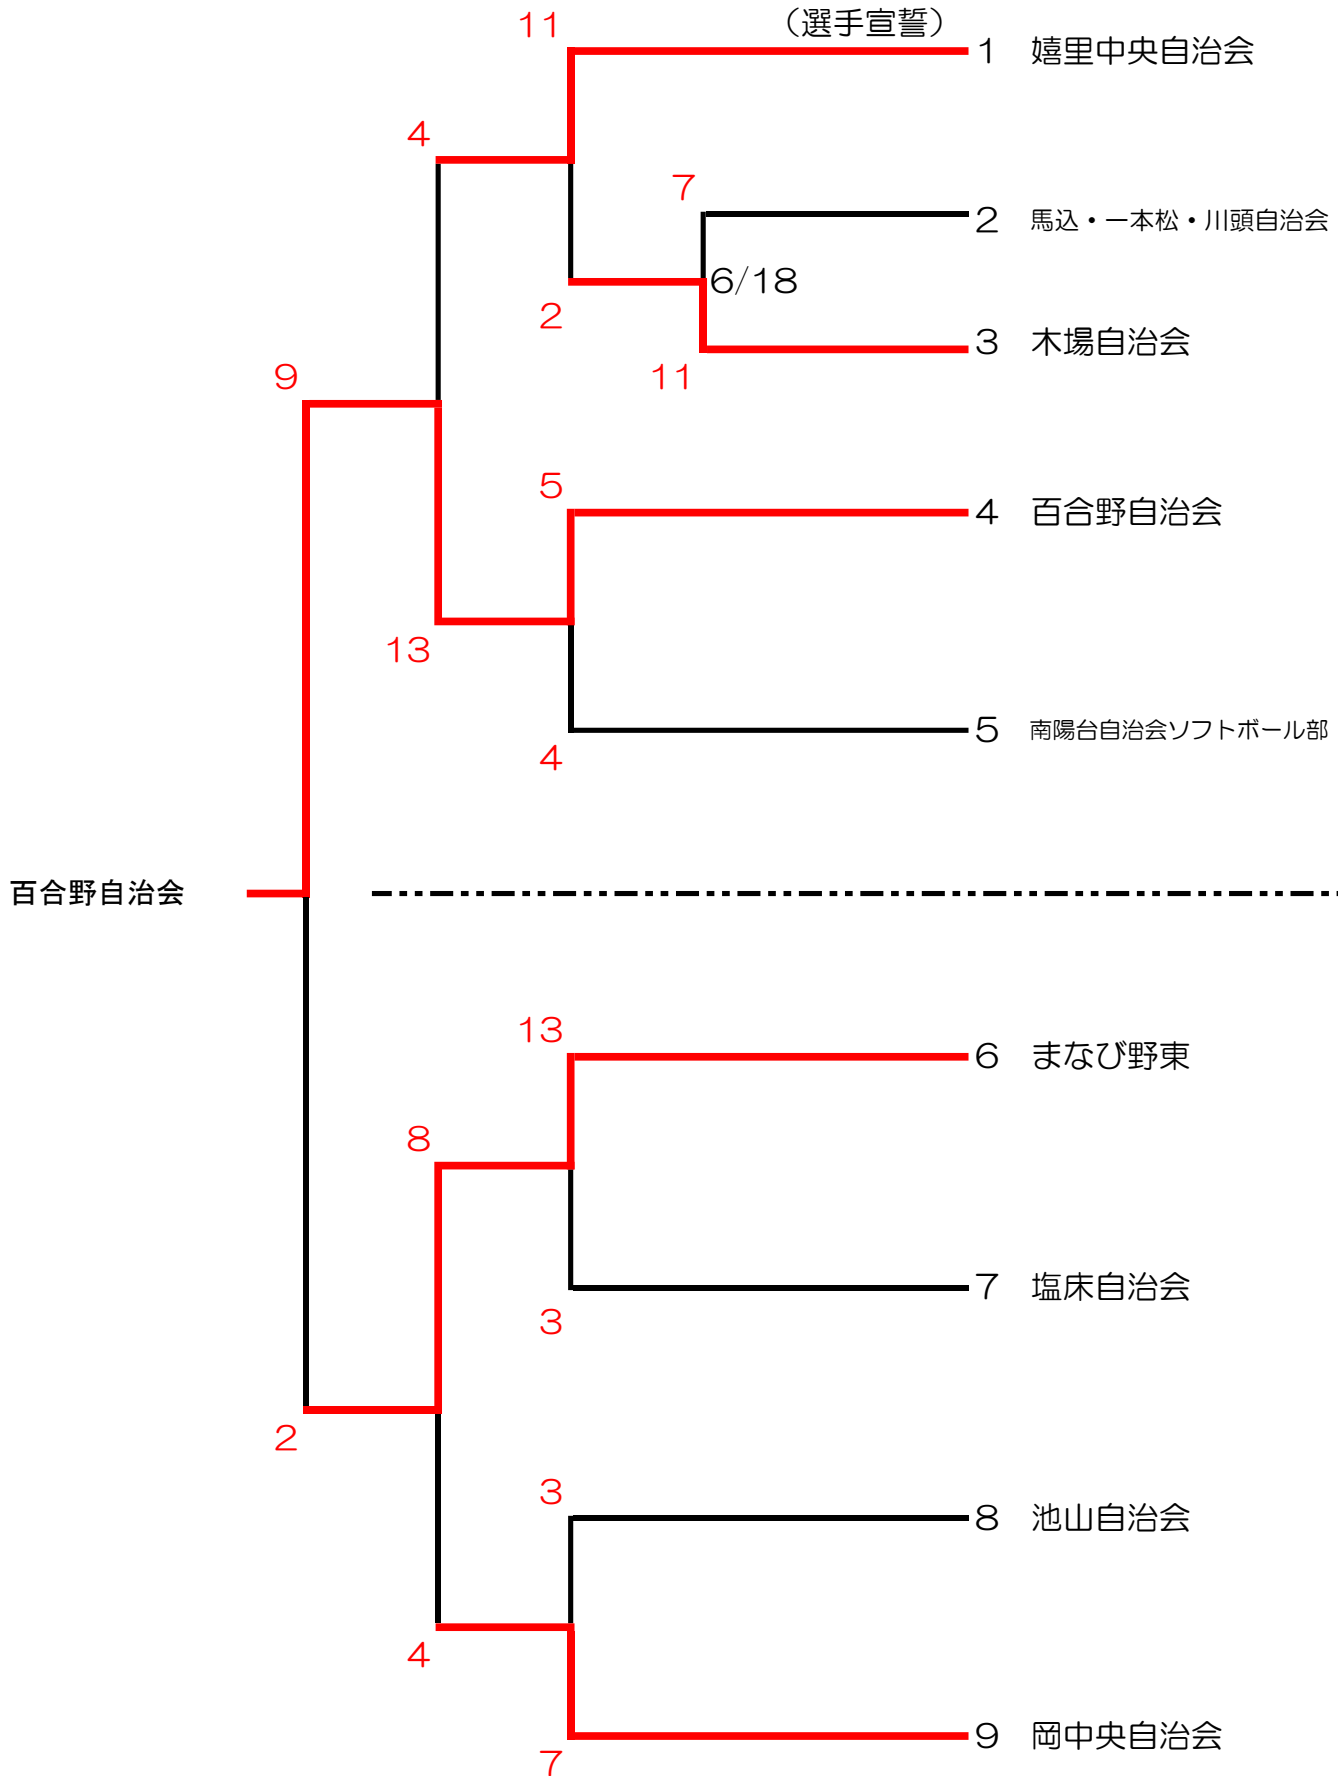 11
（選手宣誓）
1 嬉里中央自治会
4
7
2 馬込・一本松・川頭自治会
6/18
2
3 木場自治会
11
9
5
4 百合野自治会
13
4
5 南陽台自治会ソフトボール部
百合野自治会
13
6 まなび野東
8
7 塩床自治会
3
2
3
8 池山自治会
4
7
9 岡中央自治会